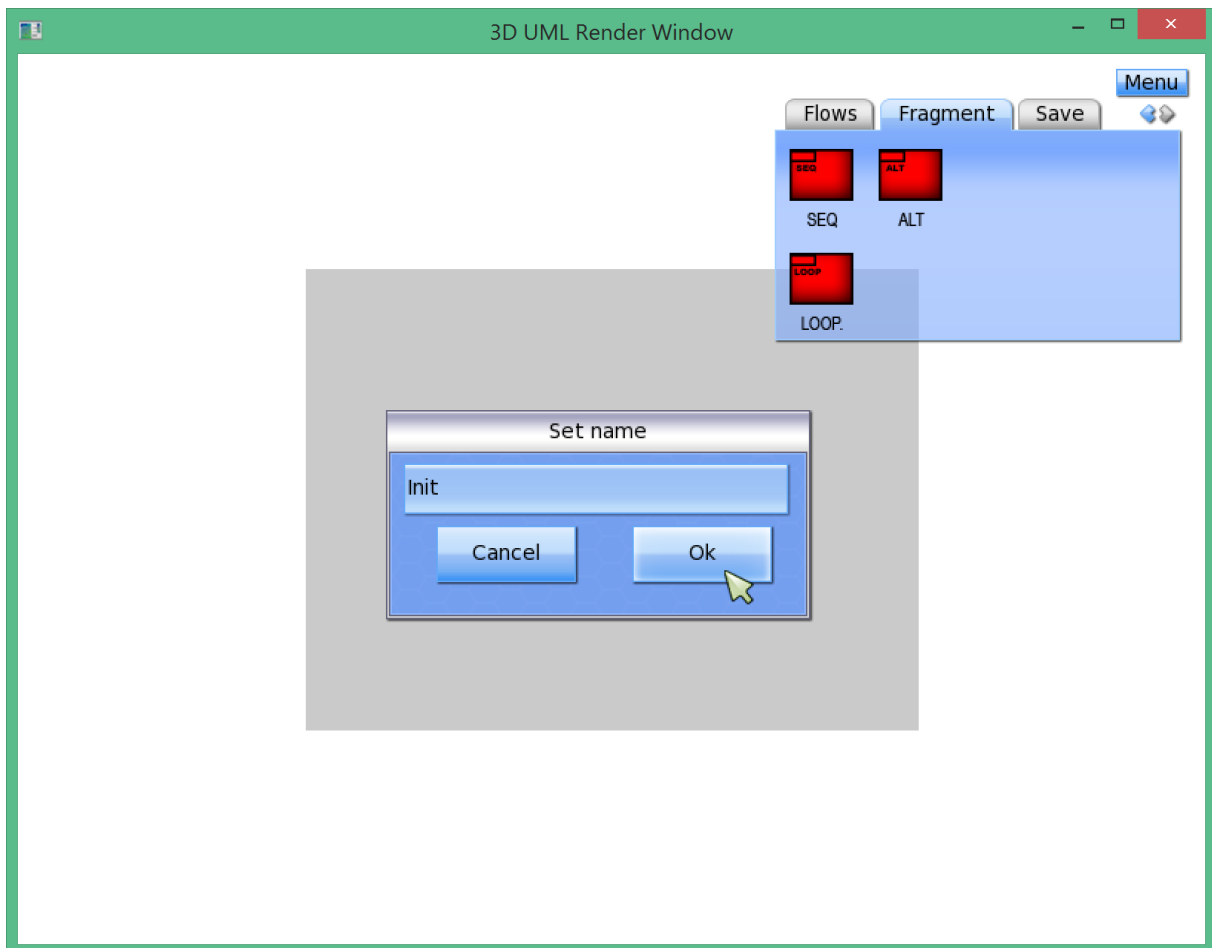 3D UML Render Window
Menu
Flows Fragment Save
SEQ ALT
SEQ ALT
LOOP
LOOP.
Set name
Init
Cancel Ok